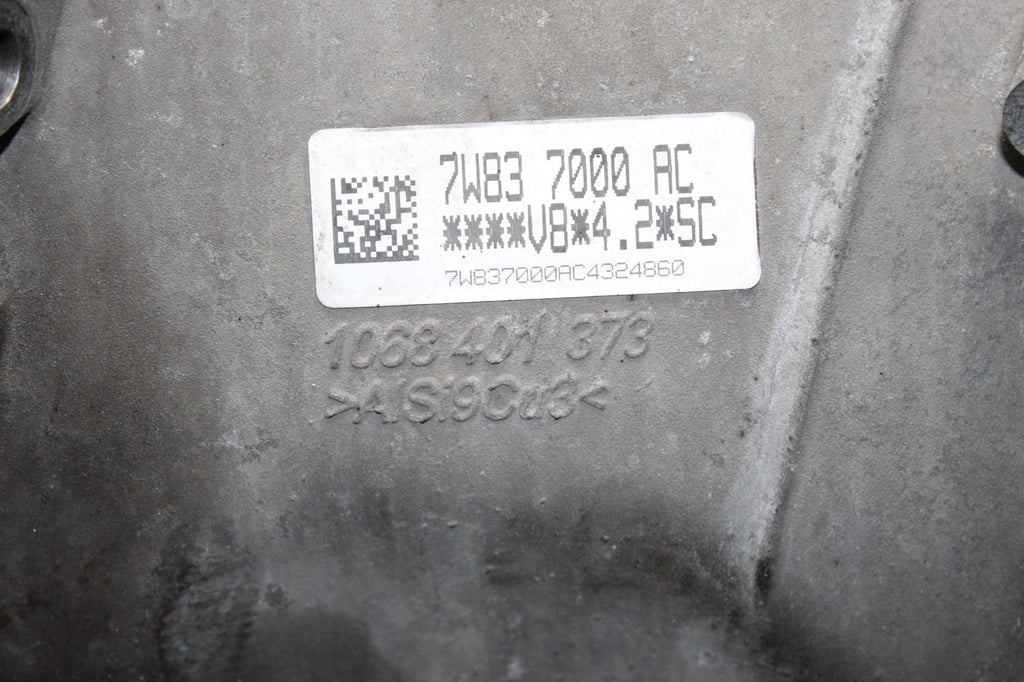 7W83 7000 AC
****V8*4.2*SC
7W837000AC4324860
1068 401 373
>AlSi9Cu3<